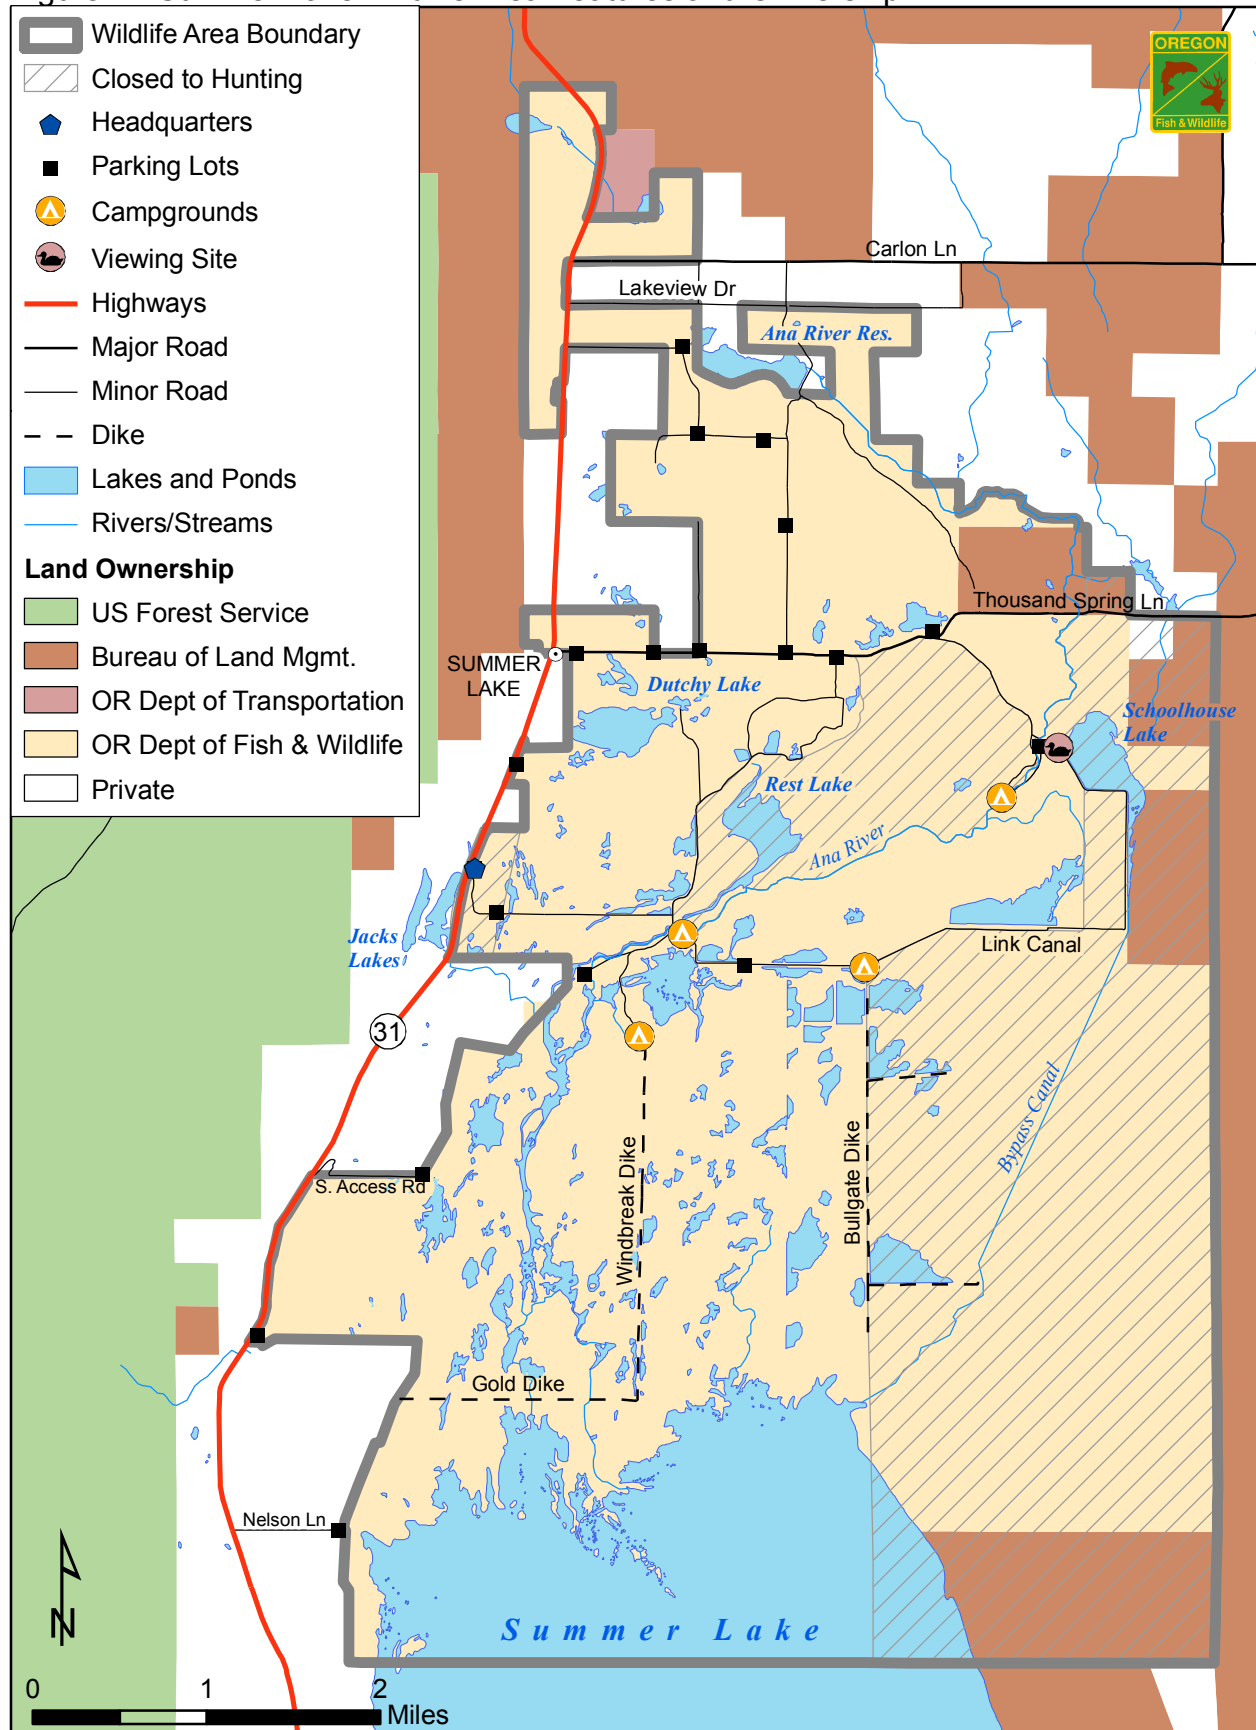 Wildlife Area Boundary
Closed to Hunting
Headquarters
Parking Lots
Campgrounds
Viewing Site
Highways
Major Road
Minor Road
Dike
Lakes and Ponds
Rivers/Streams
Land Ownership
US Forest Service
Bureau of Land Mgmt.
OR Dept of Transportation
OR Dept of Fish & Wildlife
Private
OREGON
Fish & Wildlife
Carlon Ln
Lakeview Dr
Ana River Res.
Thousand Spring Ln
SUMMER
LAKE
Dutchy Lake
Schoolhouse
Lake
Rest Lake
Ana River
Jacks
Lakes
Link Canal
31
Bypass Canal
S. Access Rd
Windbreak Dike
Bullgate Dike
Gold Dike
Nelson Ln
N
Summer Lake
0 1 2
Miles